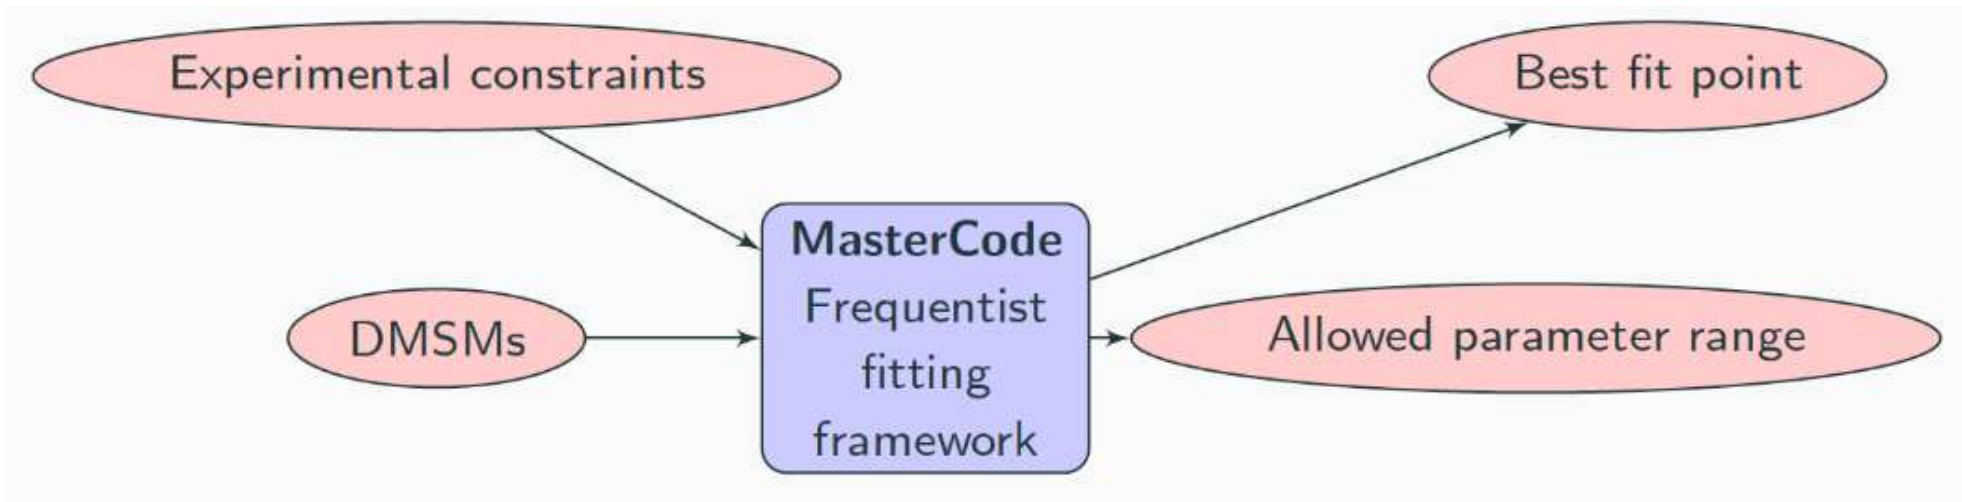 Experimental constraints
Best fit point
MasterCode
Frequentist
fitting
framework
DMSMs
Allowed parameter range